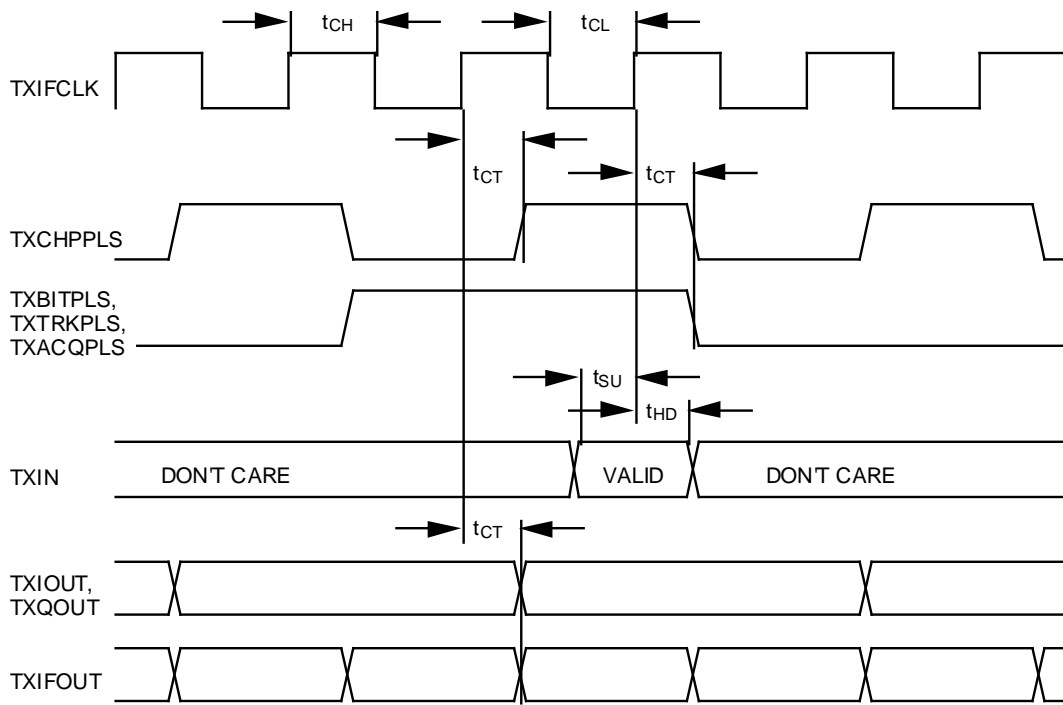 tCH
tCL
TXIFCLK
tCT
tCT
TXCHPPLS
TXBITPLS,
TXTRKPLS,
TXACQPLS
tSU
tHD
TXIN
DON'T CARE
VALID
DON'T CARE
tCT
TXIOUT,
TXQOUT
TXIFOUT